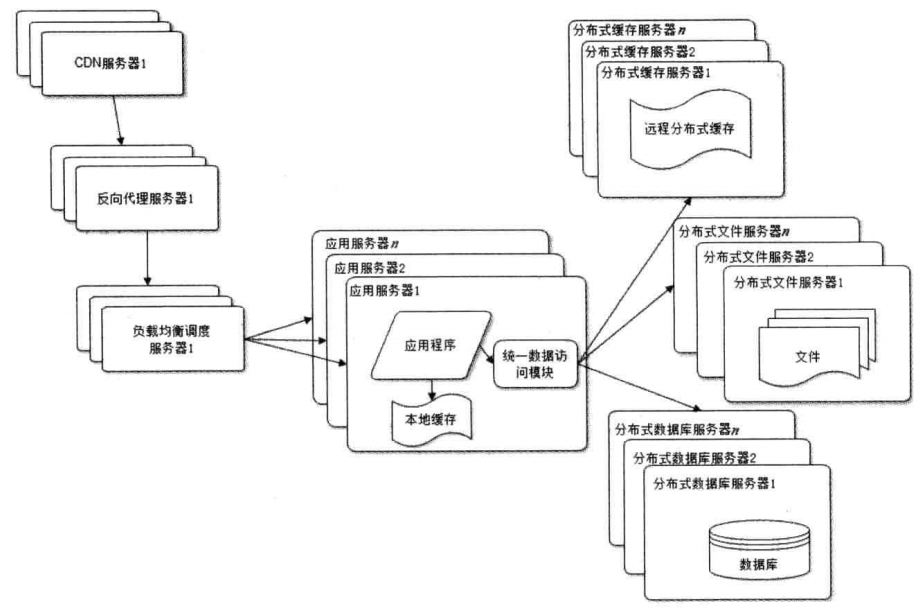 CDN服务器1
反向代理服务器1
负载均衡调度
服务器1
应用服务器n
应用服务器2
应用服务器1
应用程序
统一数据访
问模块
本地缓存
分布式缓存服务器n
分布式缓存服务器2
分布式缓存服务器1
远程分布式缓存
分布式文件服务器n
分布式文件服务器2
分布式文件服务器1
文件
分布式数据库服务器n
分布式数据库服务器2
分布式数据库服务器1
数据库